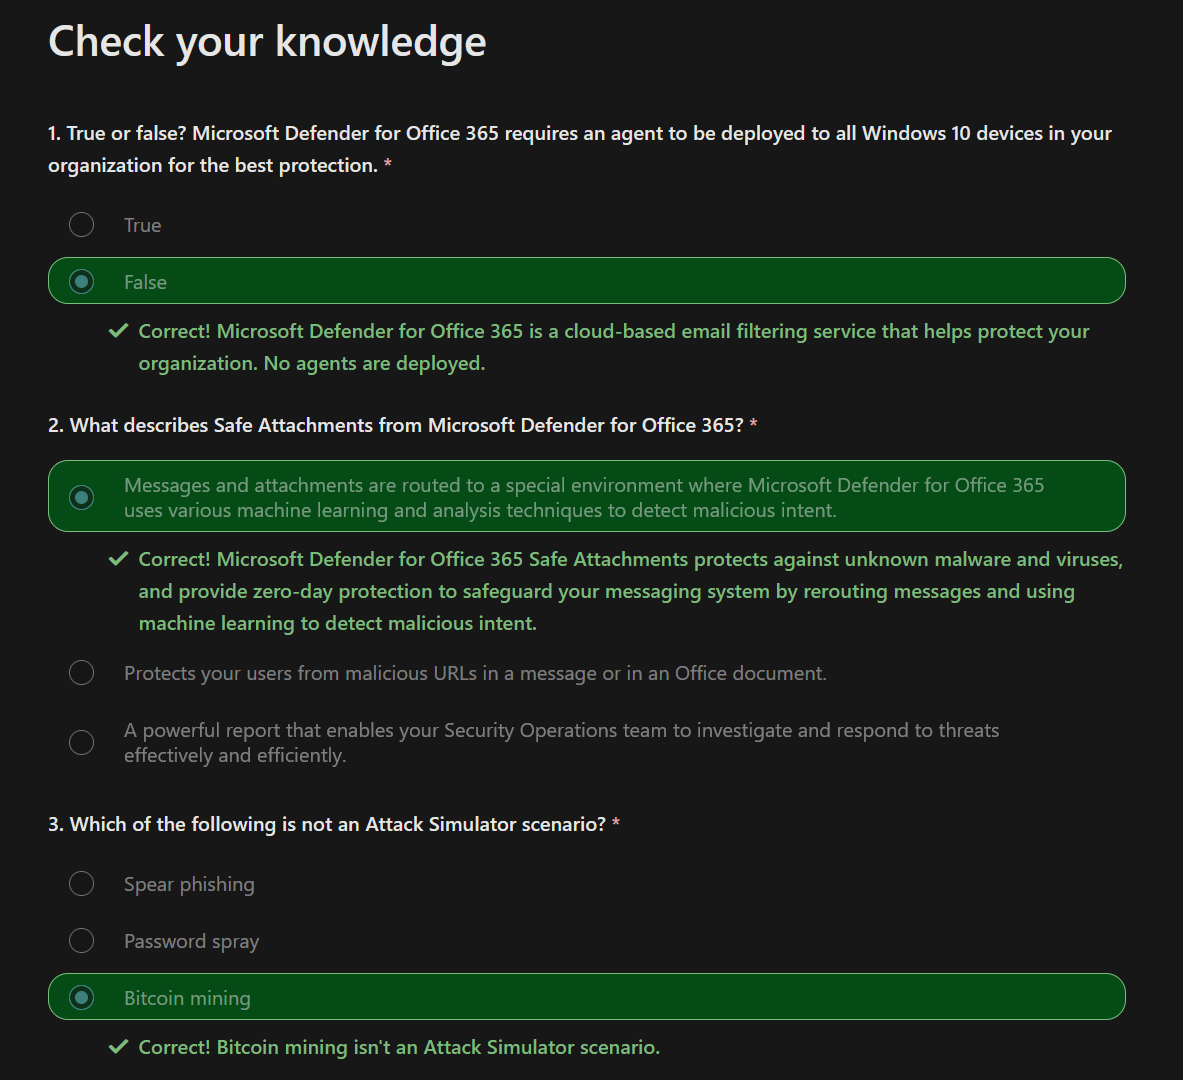 Check your knowledge
1. True or false? Microsoft Defender for Office 365 requires an agent to be deployed to all Windows 10 devices in your
organization for the best protection. *
True
False
Correct! Microsoft Defender for Office 365 is a cloud-based email filtering service that helps protect your
organization. No agents are deployed.
2. What describes Safe Attachments from Microsoft Defender for Office 365? *
Messages and attachments are routed to a special environment where Microsoft Defender for Office 365
uses various machine learning and analysis techniques to detect malicious intent.
Correct! Microsoft Defender for Office 365 Safe Attachments protects against unknown malware and viruses,
and provide zero-day protection to safeguard your messaging system by rerouting messages and using
machine learning to detect malicious intent.
Protects your users from malicious URLs in a message or in an Office document.
A powerful report that enables your Security Operations team to investigate and respond to threats
effectively and efficiently.
3. Which of the following is not an Attack Simulator scenario? *
Spear phishing
Password spray
Bitcoin mining
Correct! Bitcoin mining isn't an Attack Simulator scenario.